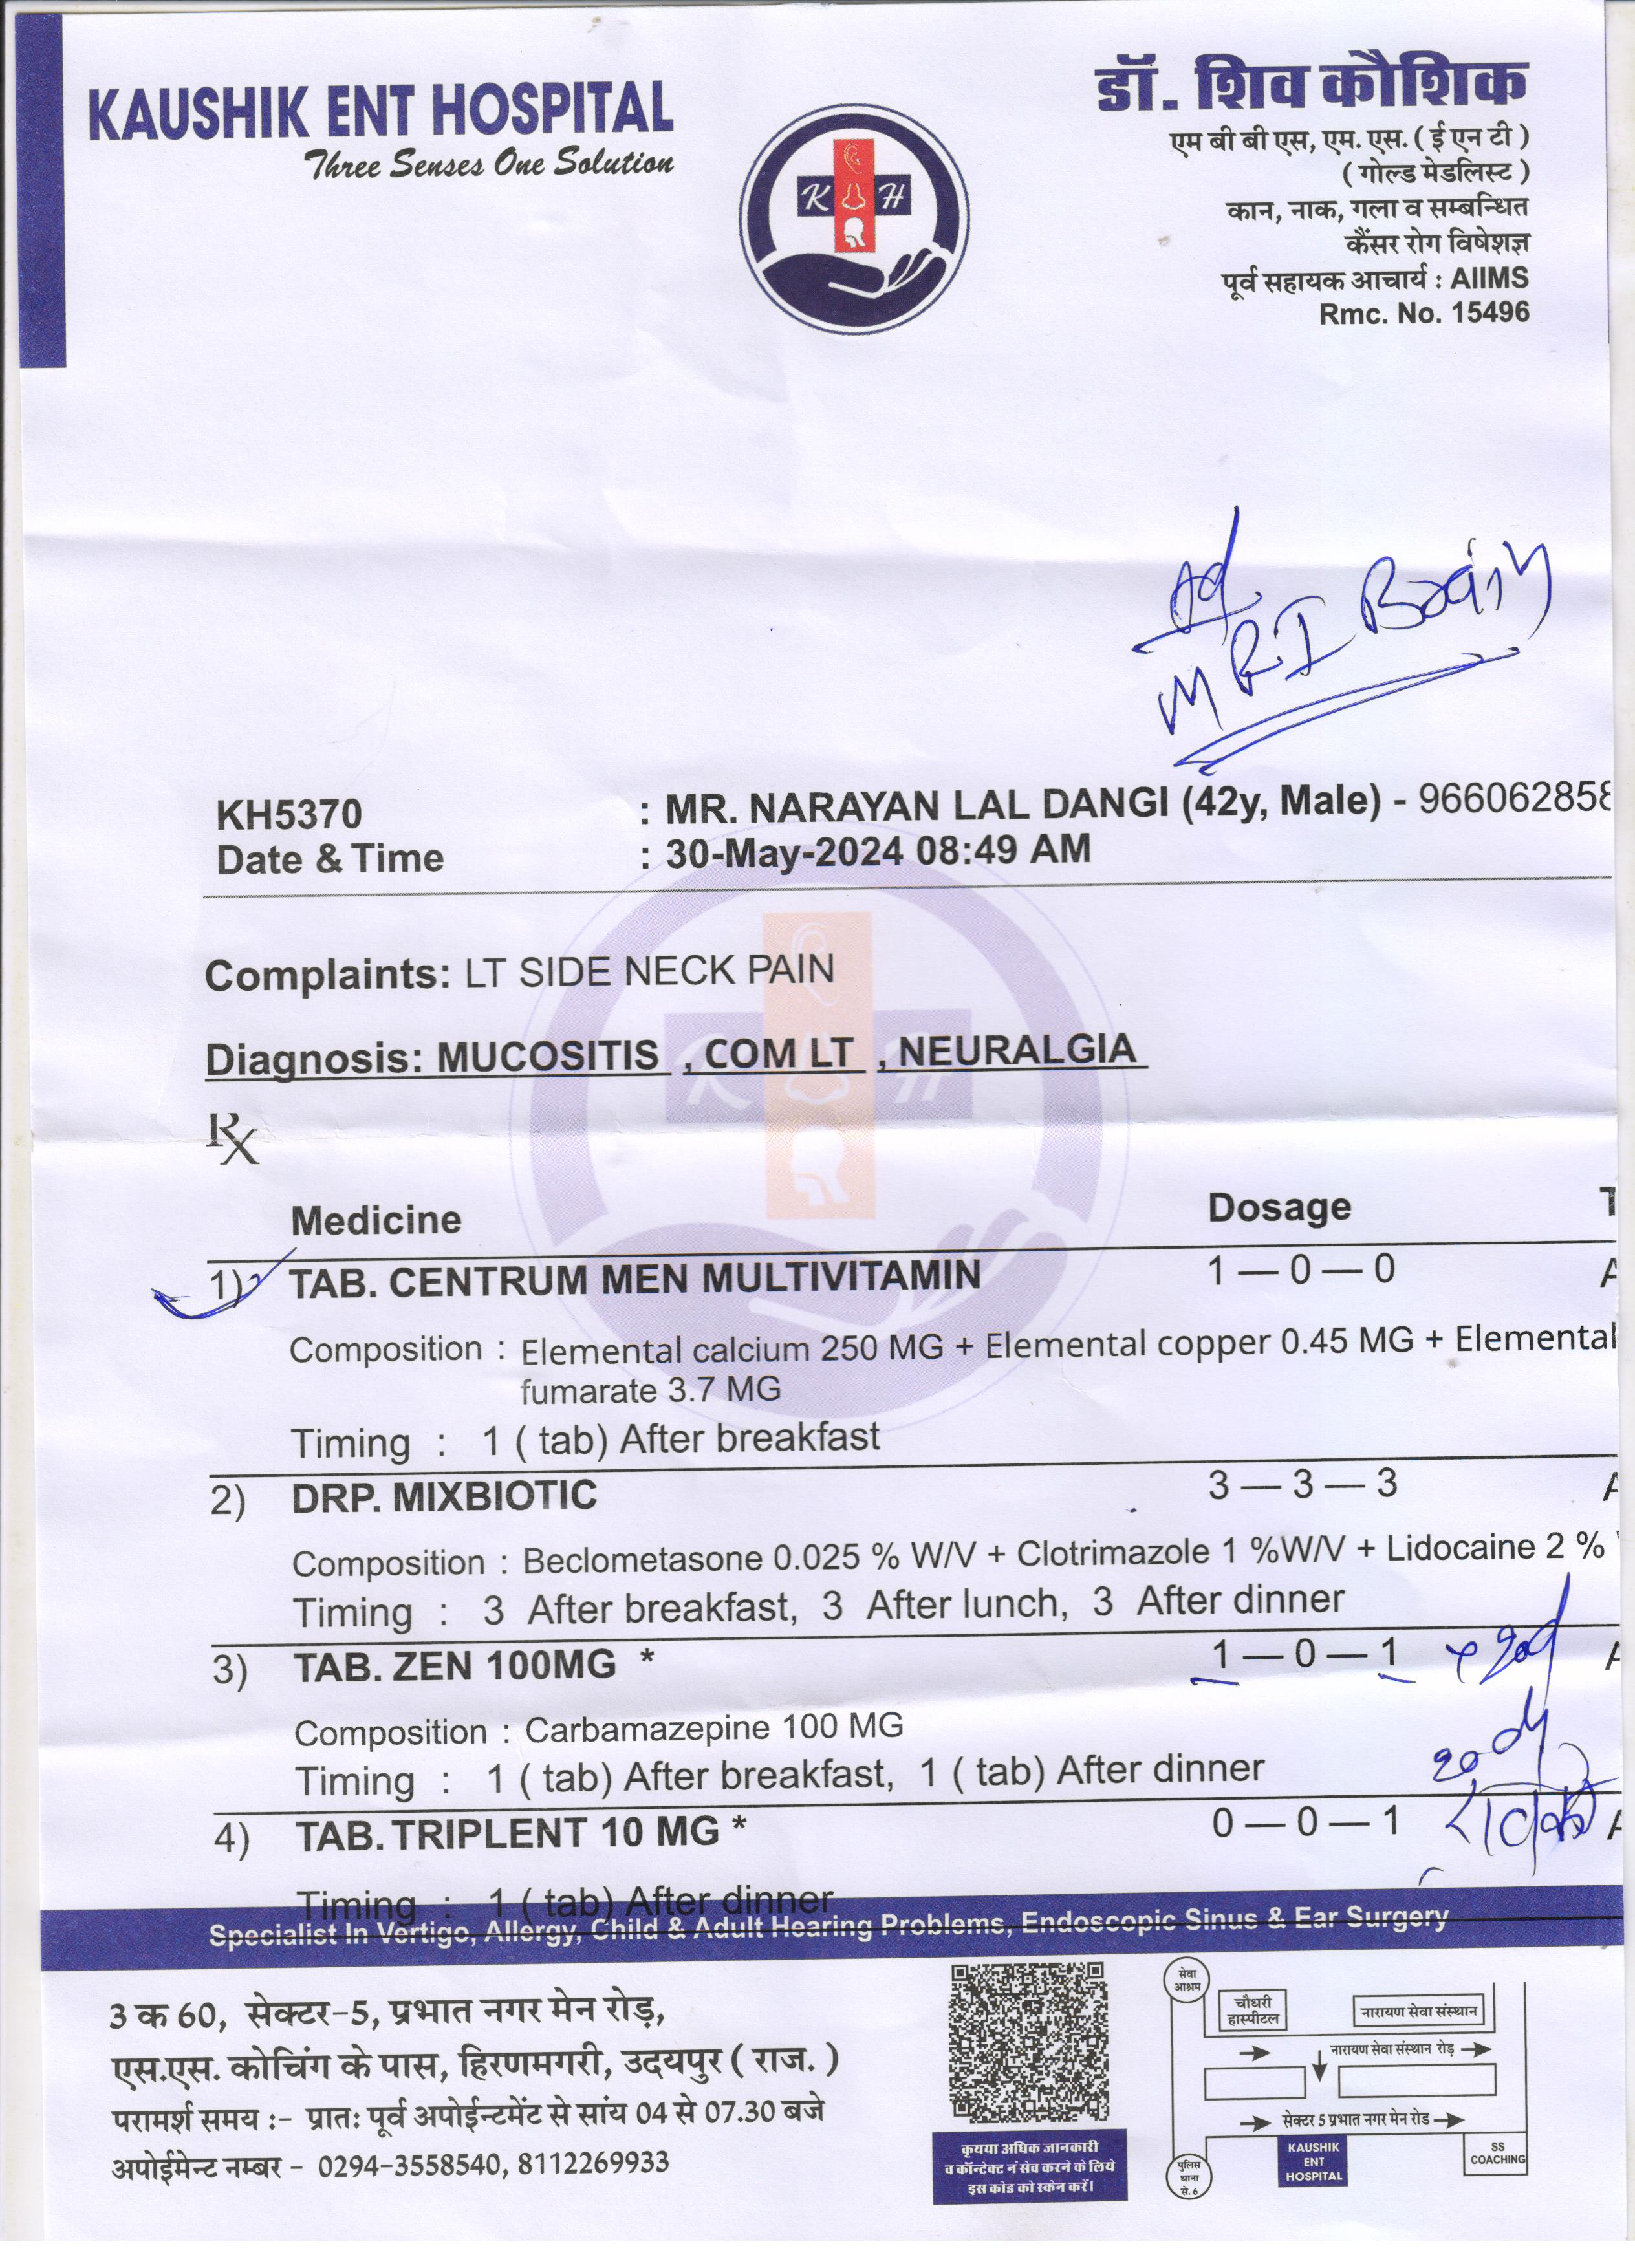 KAUSHIK ENT HOSPITAL
Three Senses One Solution
K H
डॉ. शिव कौशिक
एम बी बी एस, एम. एस. ( ई एन टी )
( गोल्ड मेडलिस्ट )
कान, नाक, गला व सम्बन्धित
कैंसर रोग विषेशज्ञ
पूर्व सहायक आचार्य : AIIMS
Rmc. No. 15496
Ad
MRI Brain
KH5370 : MR. NARAYAN LAL DANGI (42y, Male) - 966062858
Date & Time : 30-May-2024 08:49 AM
Complaints: LT SIDE NECK PAIN
Diagnosis: MUCOSITIS , COM LT , NEURALGIA
Rx
Medicine Dosage T
1) TAB. CENTRUM MEN MULTIVITAMIN 1 — 0 — 0 A
Composition : Elemental calcium 250 MG + Elemental copper 0.45 MG + Elemental
fumarate 3.7 MG
Timing : 1 ( tab) After breakfast
2) DRP. MIXBIOTIC 3 — 3 — 3 A
Composition : Beclometasone 0.025 % W/V + Clotrimazole 1 %W/V + Lidocaine 2 %
Timing : 3 After breakfast, 3 After lunch, 3 After dinner
3) TAB. ZEN 100MG * 1 — 0 — 1 x 20d A
Composition : Carbamazepine 100 MG
Timing : 1 ( tab) After breakfast, 1 ( tab) After dinner
20 d
4) TAB. TRIPLENT 10 MG * 0 — 0 — 1 रात को A
Timing : 1 ( tab) After dinner
Specialist In Vertigo, Allergy, Child & Adult Hearing Problems, Endoscopic Sinus & Ear Surgery
3 क 60, सेक्टर-5, प्रभात नगर मेन रोड़,
एस.एस. कोचिंग के पास, हिरणमगरी, उदयपुर ( राज. )
परामर्श समय :- प्रातः पूर्व अपोईन्टमेंट से सांय 04 से 07.30 बजे
अपोईमेन्ट नम्बर - 0294-3558540, 8112269933
कृयया अधिक जानकारी
व कॉन्टेक्ट नं सेव करने के लिये
इस कोड को स्केन करें।
सेवा
आश्रम
चौधरी
हास्पीटल
नारायण सेवा संस्थान
नारायण सेवा संस्थान रोड़
सेक्टर 5 प्रभात नगर मेन रोड
पुलिस
थाना
से. 6
KAUSHIK
ENT
HOSPITAL
SS
COACHING